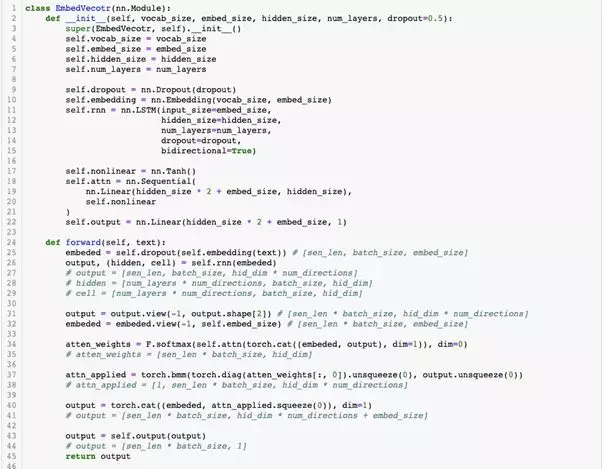 1 class EmbedVecotr(nn.Module):
2 def __init__(self, vocab_size, embed_size, hidden_size, num_layers, dropout=0.5):
3 super(EmbedVecotr, self).__init__()
4 self.vocab_size = vocab_size
5 self.embed_size = embed_size
6 self.hidden_size = hidden_size
7 self.num_layers = num_layers
8
9 self.dropout = nn.Dropout(dropout)
10 self.embedding = nn.Embedding(vocab_size, embed_size)
11 self.rnn = nn.LSTM(input_size=embed_size,
12 hidden_size=hidden_size,
13 num_layers=num_layers,
14 dropout=dropout,
15 bidirectional=True)
16
17 self.nonlinear = nn.Tanh()
18 self.attn = nn.Sequential(
19 nn.Linear(hidden_size * 2 + embed_size, hidden_size),
20 self.nonlinear
21 )
22 self.output = nn.Linear(hidden_size * 2 + embed_size, 1)
23
24 def forward(self, text):
25 embeded = self.dropout(self.embedding(text)) # [sen_len, batch_size, embed_size]
26 output, (hidden, cell) = self.rnn(embeded)
27 # output = [sen_len, batch_size, hid_dim * num_directions]
28 # hidden = [num_layers * num_directions, batch_size, hid_dim]
29 # cell = [num_layers * num_directions, batch_size, hid_dim]
30
31 output = output.view(-1, output.shape[2]) # [sen_len * batch_size, hid_dim * num_directions]
32 embeded = embeded.view(-1, self.embed_size) # [sen_len * batch_size, embed_size]
33
34 atten_weights = F.softmax(self.attn(torch.cat((embeded, output), dim=1)), dim=0)
35 # atten_weights = [sen_len * batch_size, hid_dim]
36
37 attn_applied = torch.bmm(torch.diag(atten_weights[:, 0]).unsqueeze(0), output.unsqueeze(0))
38 # attn_applied = [1, sen_len * batch_size, hid_dim * num_directions]
39
40 output = torch.cat((embeded, attn_applied.squeeze(0)), dim=1)
41 # output = [sen_len * batch_size, hid_dim * num_directions + embed_size]
42
43 output = self.output(output)
44 # output = [sen_len * batch_size, 1]
45 return output
46